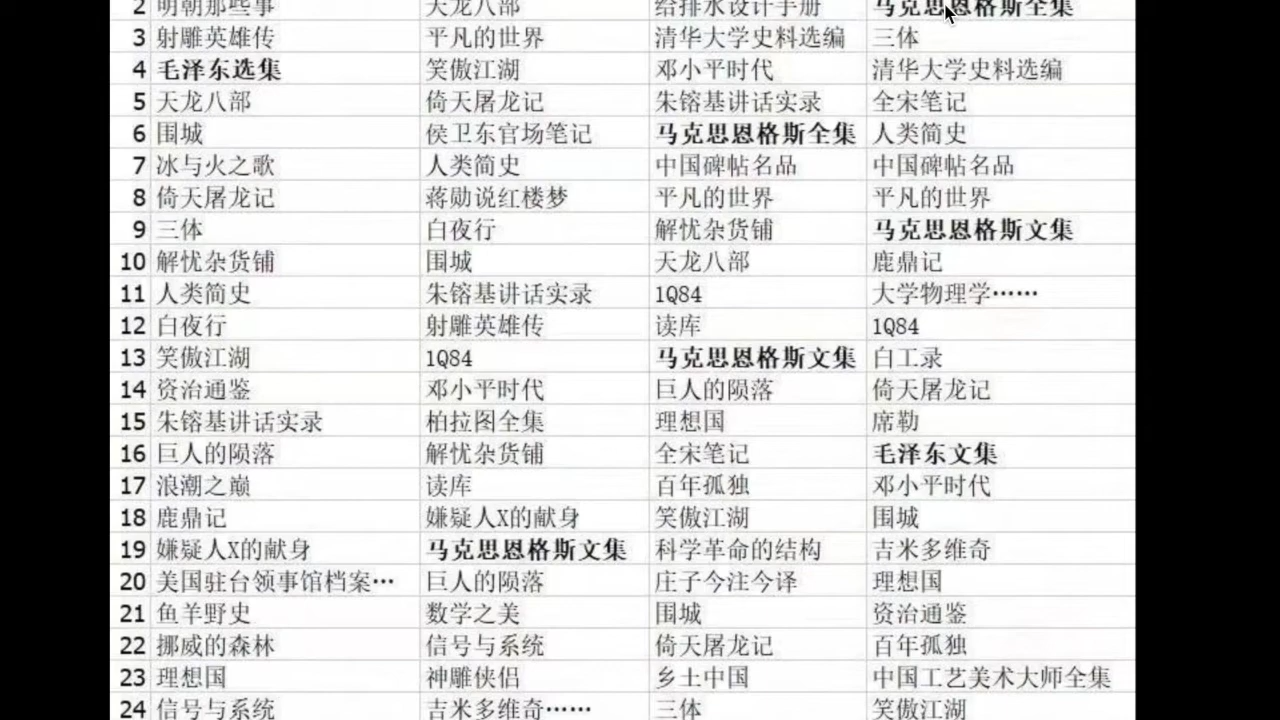 2 明朝那些事 天龙八部 给排水设计手册 马克思恩格斯全集
3 射雕英雄传 平凡的世界 清华大学史料选编 三体
4 毛泽东选集 笑傲江湖 邓小平时代 清华大学史料选编
5 天龙八部 倚天屠龙记 朱镕基讲话实录 全宋笔记
6 围城 侯卫东官场笔记 马克思恩格斯全集 人类简史
7 冰与火之歌 人类简史 中国碑帖名品 中国碑帖名品
8 倚天屠龙记 蒋勋说红楼梦 平凡的世界 平凡的世界
9 三体 白夜行 解忧杂货铺 马克思恩格斯文集
10 解忧杂货铺 围城 天龙八部 鹿鼎记
11 人类简史 朱镕基讲话实录 1Q84 大学物理学……
12 白夜行 射雕英雄传 读库 1Q84
13 笑傲江湖 1Q84 马克思恩格斯文集 白工录
14 资治通鉴 邓小平时代 巨人的陨落 倚天屠龙记
15 朱镕基讲话实录 柏拉图全集 理想国 席勒
16 巨人的陨落 解忧杂货铺 全宋笔记 毛泽东文集
17 浪潮之巅 读库 百年孤独 邓小平时代
18 鹿鼎记 嫌疑人X的献身 笑傲江湖 围城
19 嫌疑人X的献身 马克思恩格斯文集 科学革命的结构 吉米多维奇
20 美国驻台领事馆档案… 巨人的陨落 庄子今注今译 理想国
21 鱼羊野史 数学之美 围城 资治通鉴
22 挪威的森林 信号与系统 倚天屠龙记 百年孤独
23 理想国 神雕侠侣 乡土中国 中国工艺美术大师全集
24 信号与系统 吉米多维奇…… 三体 笑傲江湖